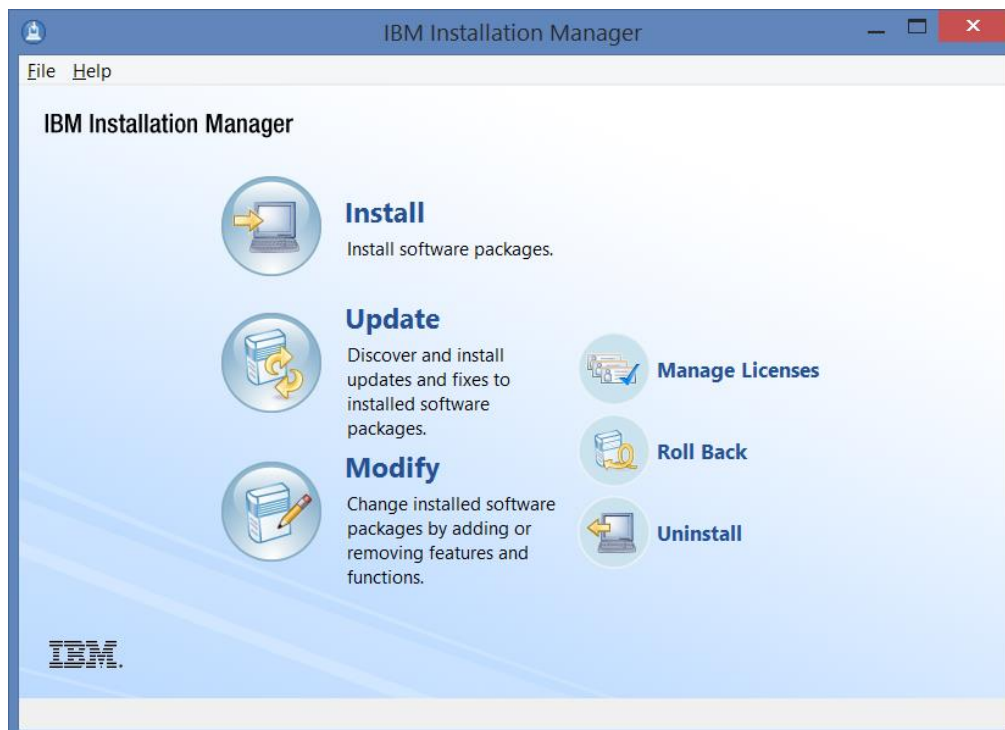 IBM Installation Manager
File Help
IBM Installation Manager
Install
Install software packages.
Update
Discover and install
updates and fixes to
installed software
packages.
Modify
Change installed software
packages by adding or
removing features and
functions.
Manage Licenses
Roll Back
Uninstall
IBM.